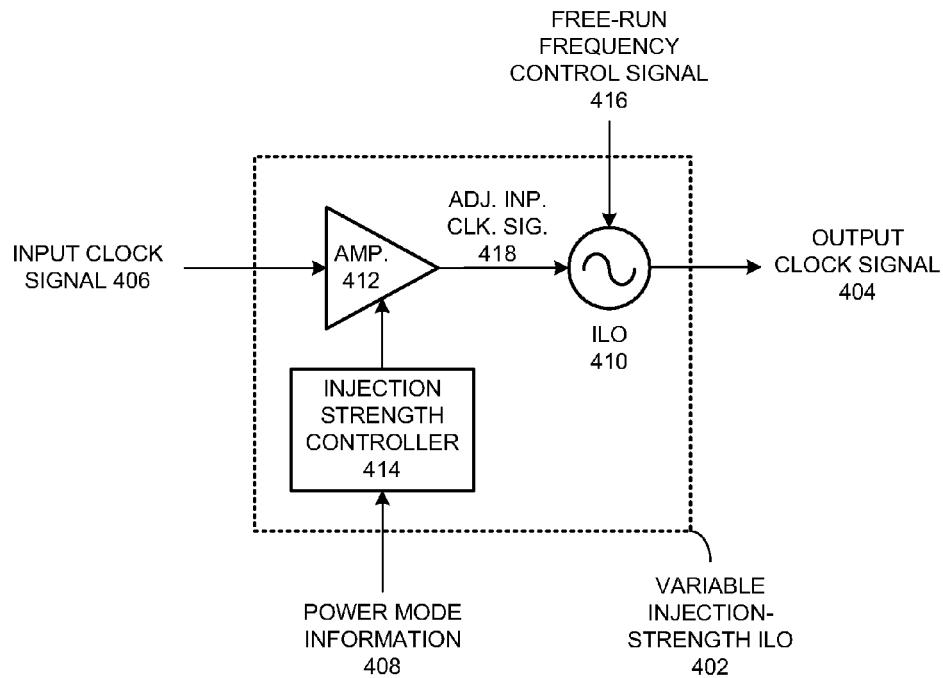 FREE-RUN
FREQUENCY
CONTROL SIGNAL
416
INPUT CLOCK
SIGNAL 406
AMP.
412
ADJ. INP.
CLK. SIG.
418
ILO
410
OUTPUT
CLOCK SIGNAL
404
INJECTION
STRENGTH
CONTROLLER
414
POWER MODE
INFORMATION
408
VARIABLE
INJECTION-
STRENGTH ILO
402